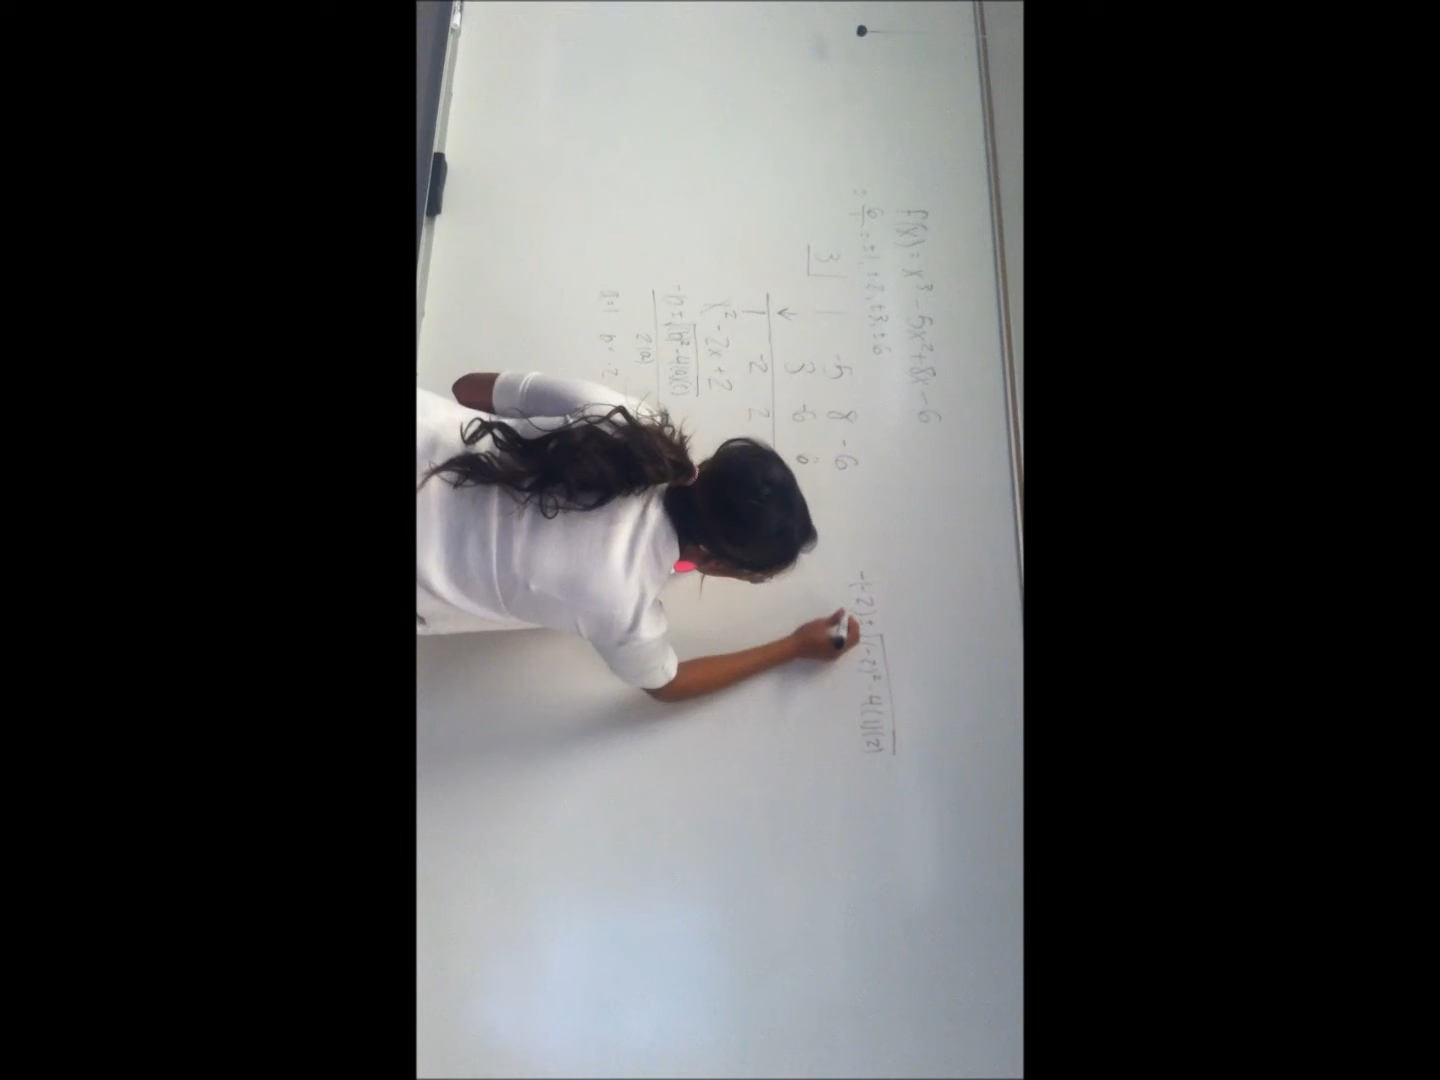 f(x) = x³ - 5x² + 8x - 6
= 6/1 = ±1, ±2, ±3, ±6
3 | 1 -5 8 -6
↓ 3 -6 6
1 -2 2
x² - 2x + 2
-b ± √b² - 4(a)(c)
2(a)
a=1 b= -2
-(-2) ± √(-2)² - 4(1)(2)